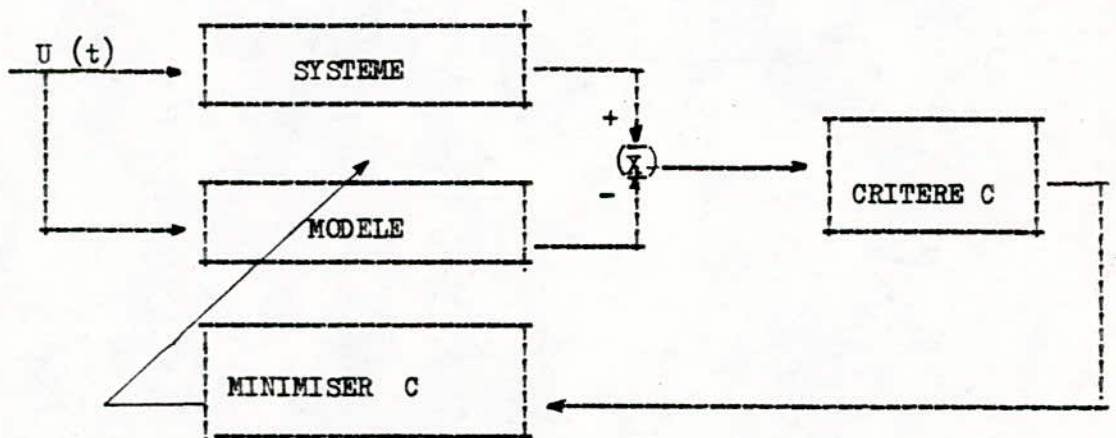 U (t)
SYSTEME
+
(X)
-
MODELE
CRITERE C
MINIMISER C